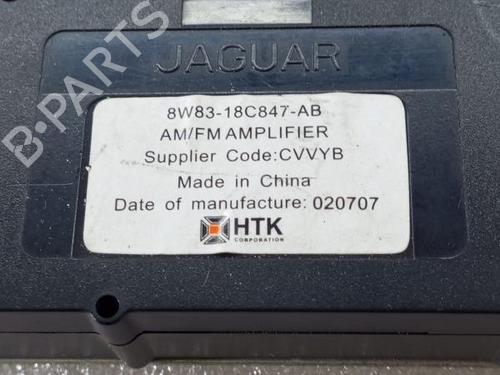 JAGUAR
8W83-18C847-AB
AM/FM AMPLIFIER
Supplier Code:CVVYB
Made in China
Date of manufacture: 020707
HTK
CORPORATION
B-PARTS